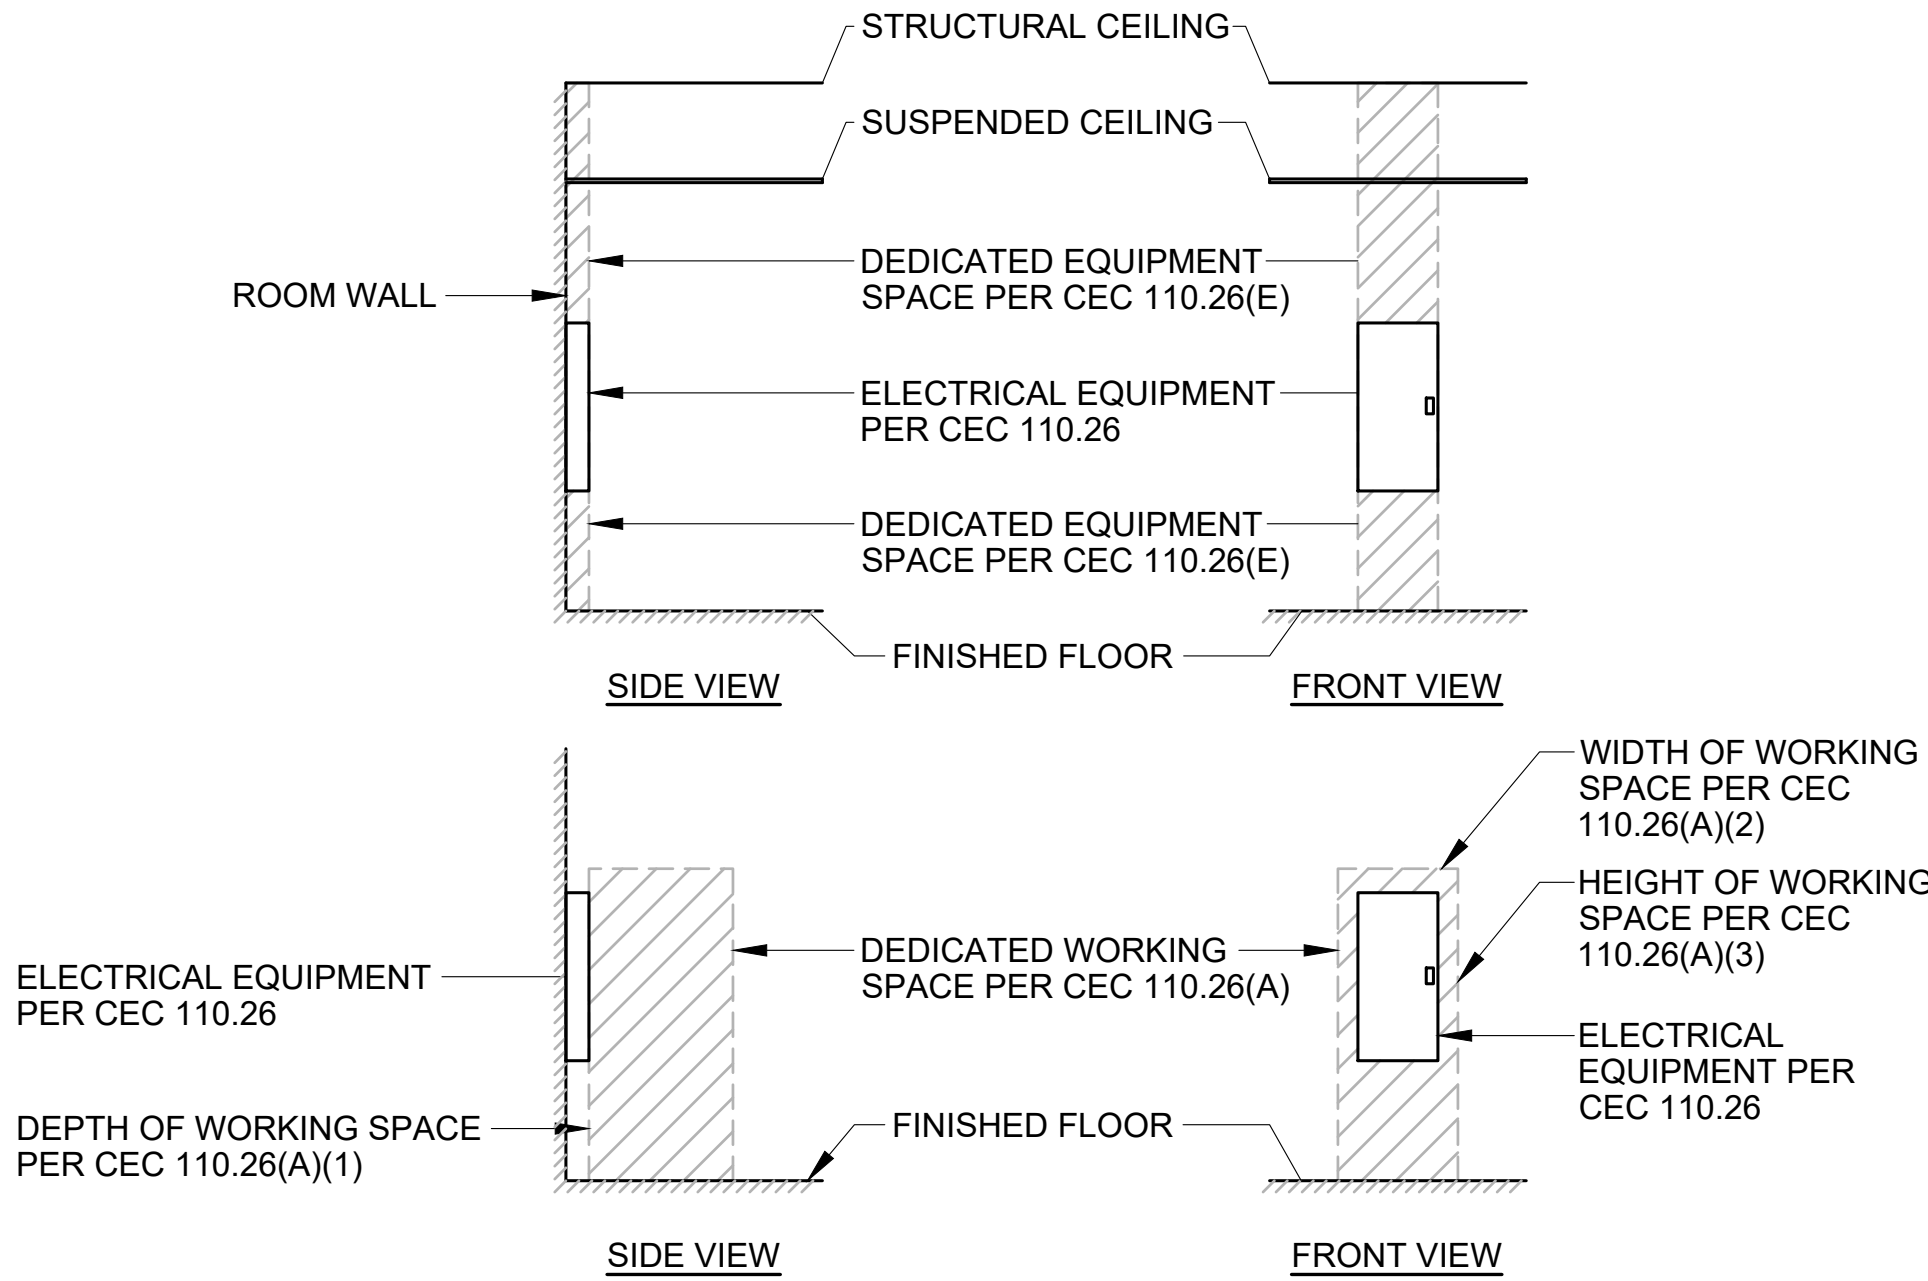 STRUCTURAL CEILING
SUSPENDED CEILING
DEDICATED EQUIPMENT
SPACE PER CEC 110.26(E)
ROOM WALL
ELECTRICAL EQUIPMENT
PER CEC 110.26
DEDICATED EQUIPMENT
SPACE PER CEC 110.26(E)
FINISHED FLOOR
SIDE VIEW
FRONT VIEW
WIDTH OF WORKING
SPACE PER CEC
110.26(A)(2)
HEIGHT OF WORKING
SPACE PER CEC
110.26(A)(3)
DEDICATED WORKING
SPACE PER CEC 110.26(A)
ELECTRICAL EQUIPMENT
PER CEC 110.26
ELECTRICAL
EQUIPMENT PER
CEC 110.26
DEPTH OF WORKING SPACE
PER CEC 110.26(A)(1)
FINISHED FLOOR
SIDE VIEW
FRONT VIEW